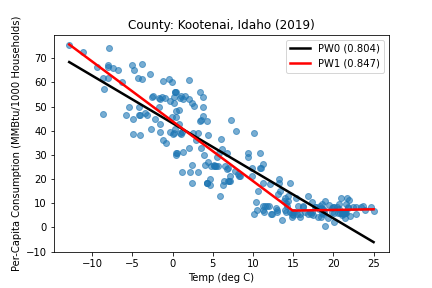 County: Kootenai, Idaho (2019)
PW0 (0.804)
PW1 (0.847)
Per-Capita Consumption (MMBtu/1000 Households)
70
60
50
40
30
20
10
0
−10
−10 −5 0 5 10 15 20 25
Temp (deg C)